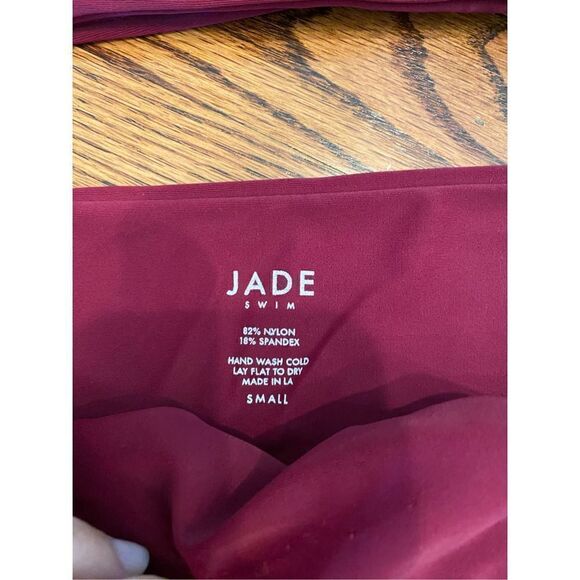 JADE
SWIM
82% NYLON
18% SPANDEX
HAND WASH COLD
LAY FLAT TO DRY
MADE IN LA
SMALL